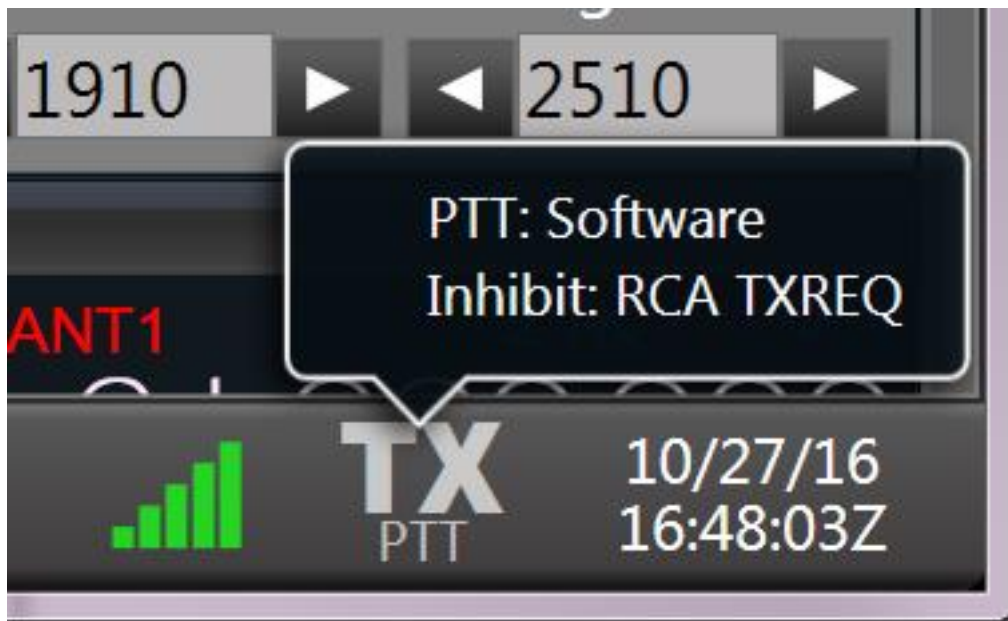 1910 2510
PTT: Software
Inhibit: RCA TXREQ
ANT1
TX
PTT
10/27/16
16:48:03Z